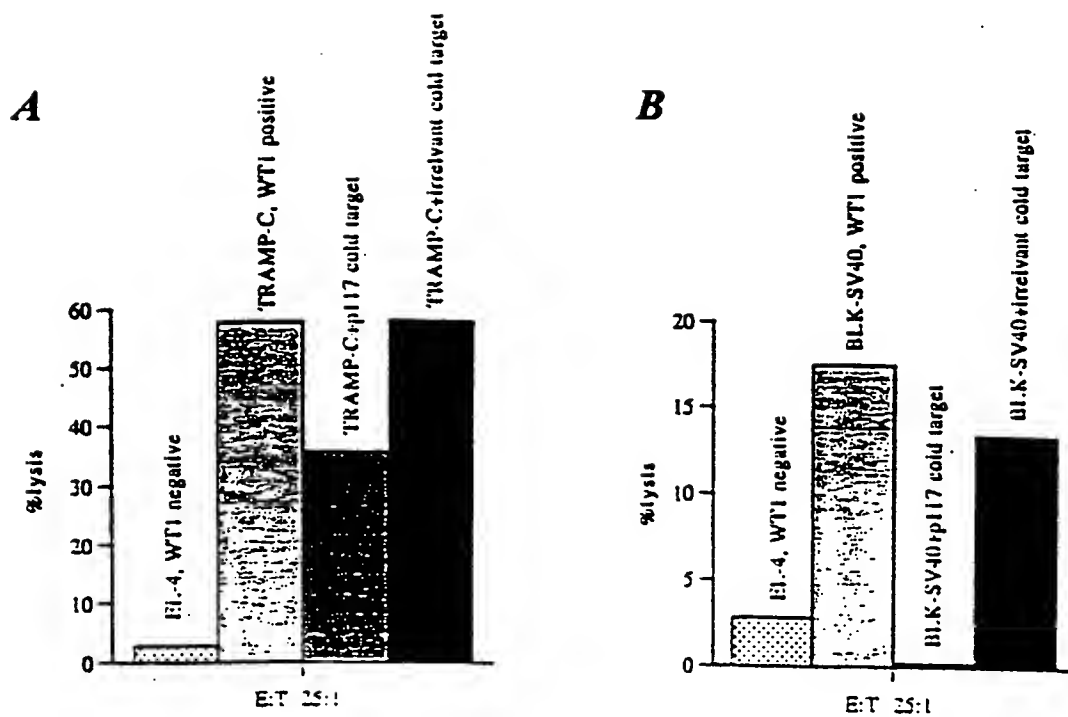 A
B
TRAMP-C, WT1 positive
TRAMP-C+irrelvant cold target
TRAMP-C+p117 cold target
EL-4, WT1 negative
60
50
40
30
20
10
0
%lysis
E:T 25:1
BLK-SV40, WT1 positive
BLK-SV40+irrelvant cold target
EL-4, WT1 negative
BLK-SV40+p117 cold target
20
15
10
5
0
%lysis
E:T 25:1